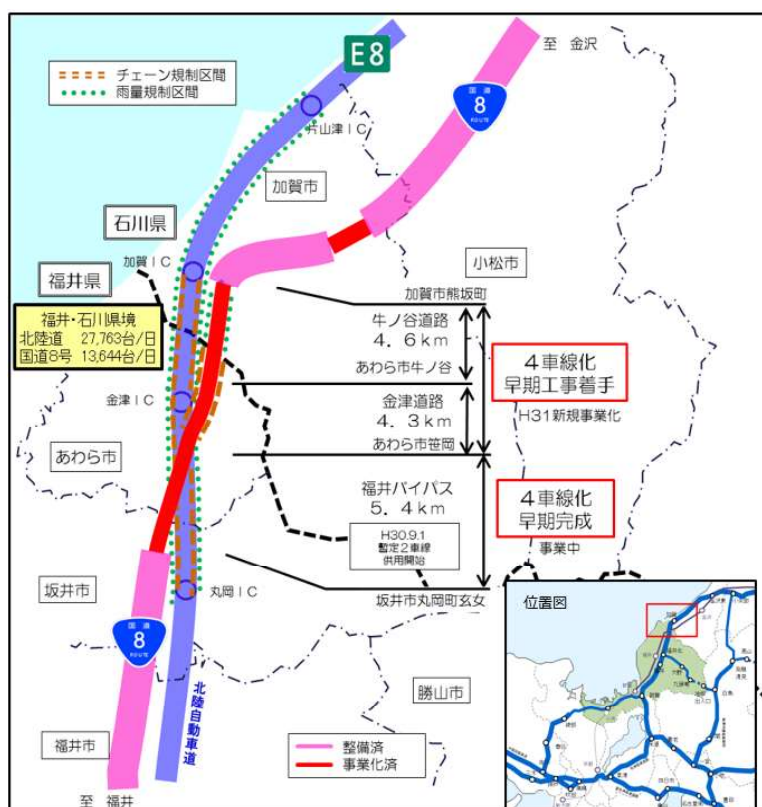 至 金沢
E8
チェーン規制区間
雨量規制区間
国道
8
ROUTE
片山津IC
加賀市
石川県
加賀IC
小松市
福井県
加賀市熊坂町
福井・石川県境
北陸道 27,763台/日
国道8号 13,644台/日
牛ノ谷道路
4.6km
あわら市牛ノ谷
4車線化
早期工事着手
H31新規事業化
金津IC
金津道路
4.3km
あわら市笹岡
あわら市
福井バイパス
5.4km
4車線化
早期完成
事業中
H30.9.1
暫定2車線
供用開始
坂井市
丸岡IC
坂井市丸岡町玄女
位置図
国道
8
ROUTE
北陸自動車道
勝山市
福井市
整備済
事業化済
至 福井